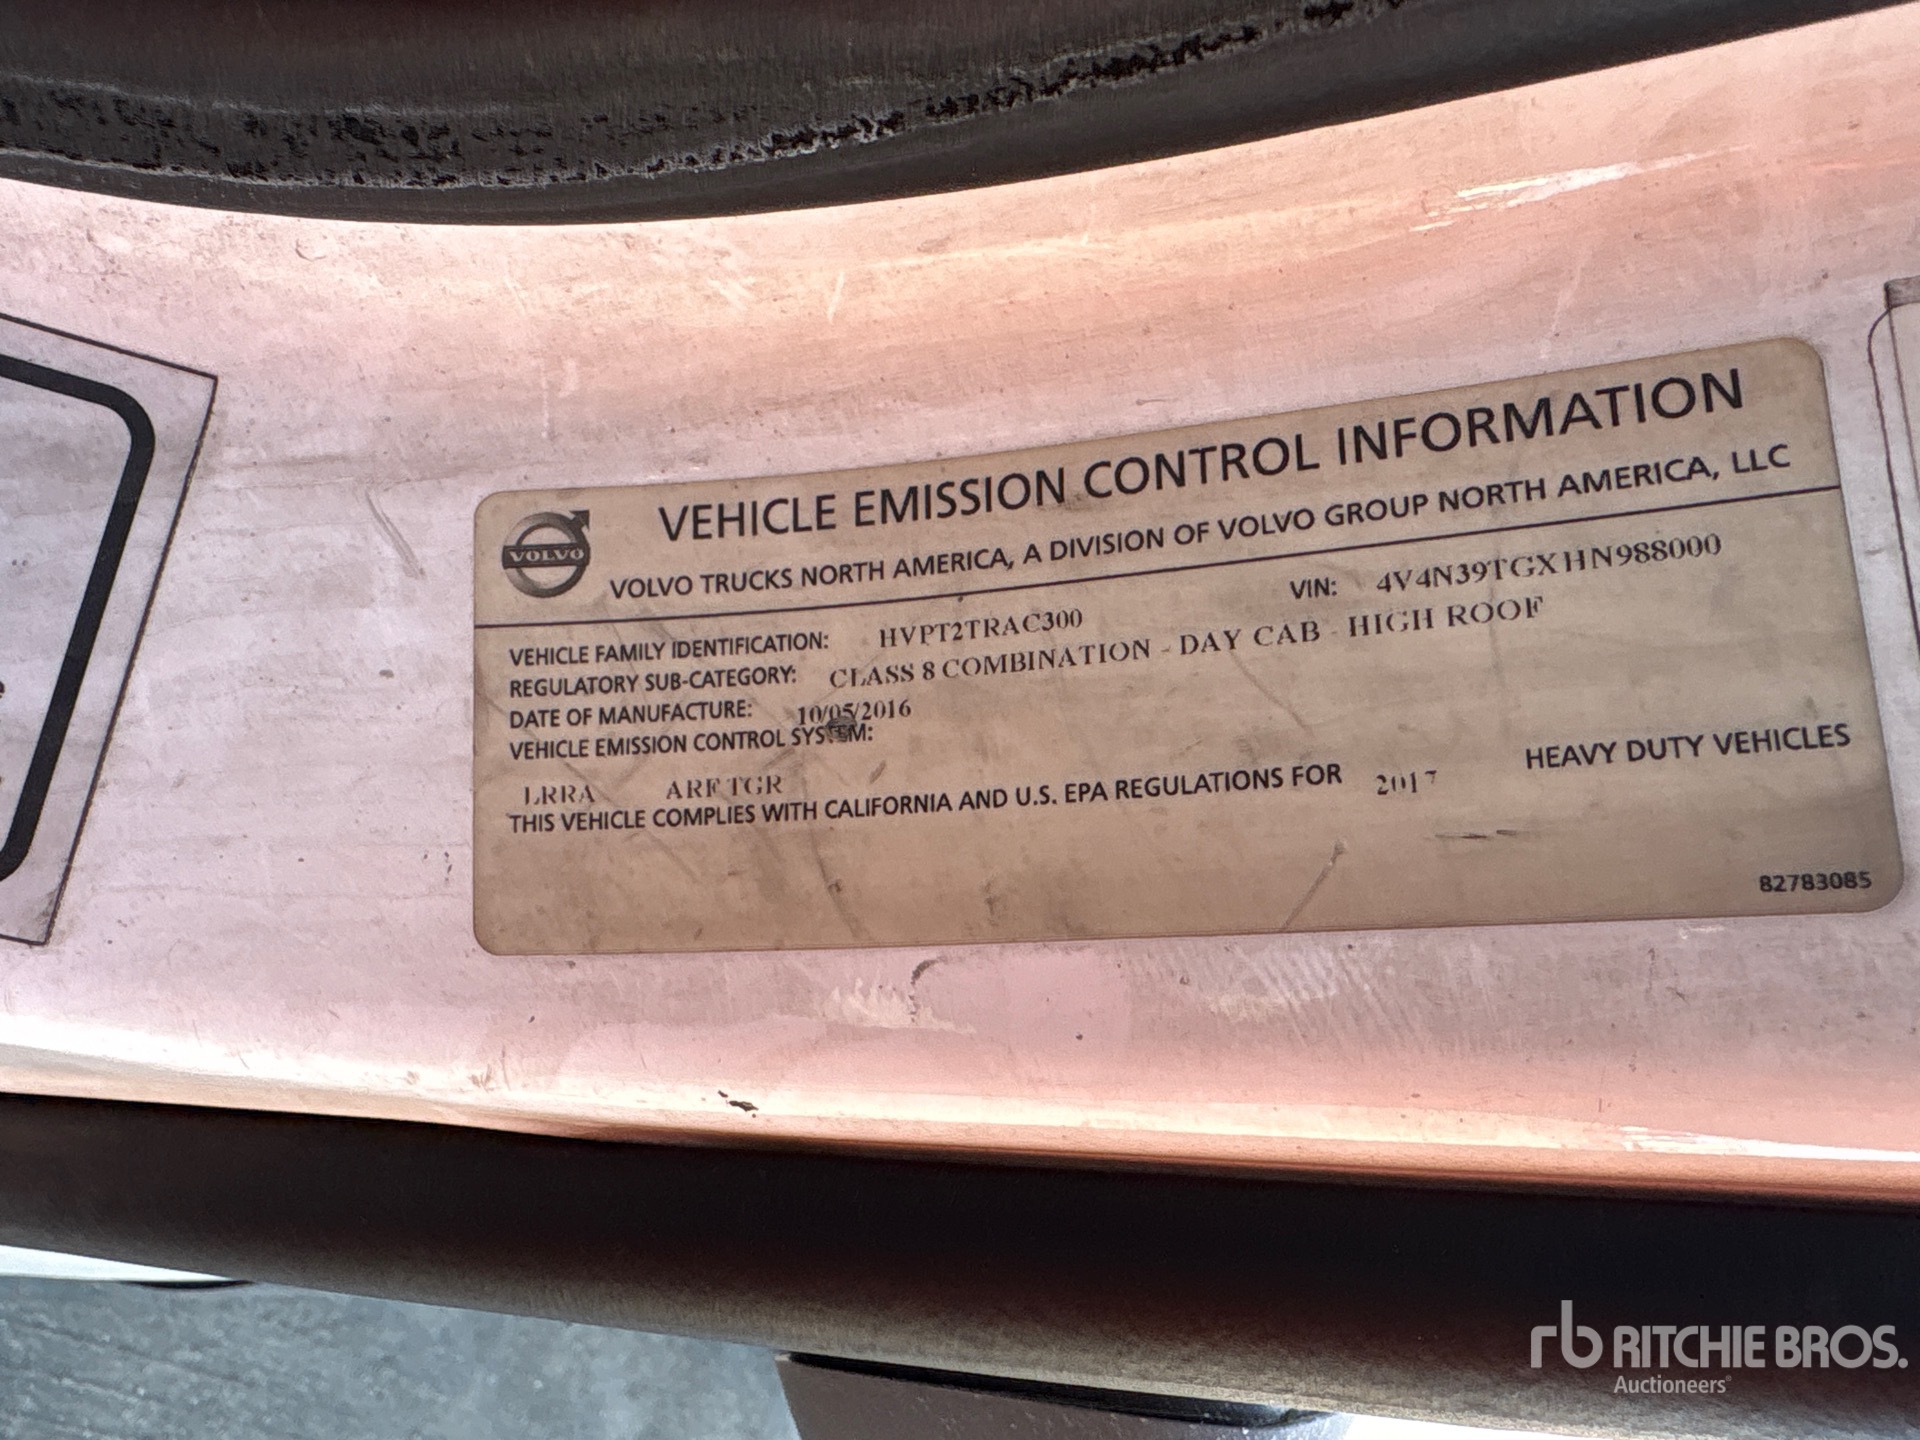 VEHICLE EMISSION CONTROL INFORMATION
VOLVO
VOLVO TRUCKS NORTH AMERICA, A DIVISION OF VOLVO GROUP NORTH AMERICA, LLC
VEHICLE FAMILY IDENTIFICATION: HVPT2TRAC300 VIN: 4V4N39TGXHN988000
REGULATORY SUB-CATEGORY: CLASS 8 COMBINATION - DAY CAB - HIGH ROOF
DATE OF MANUFACTURE: 10/05/2016
VEHICLE EMISSION CONTROL SYSTEM:
LRRA ARF TGR
THIS VEHICLE COMPLIES WITH CALIFORNIA AND U.S. EPA REGULATIONS FOR 2017 HEAVY DUTY VEHICLES
82783085
rb RITCHIE BROS.
Auctioneers